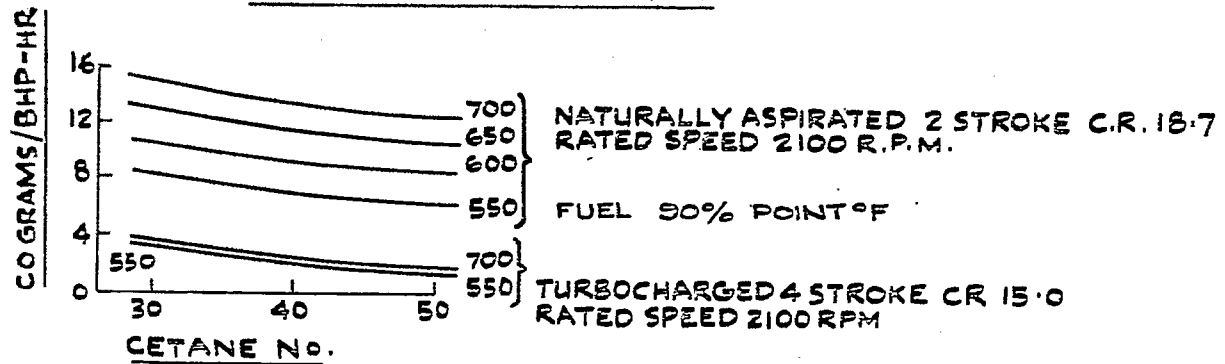 CO GRAMS/BHP-HR
16
12
8
4
0
700
650
600
550
NATURALLY ASPIRATED 2 STROKE C.R. 18.7
RATED SPEED 2100 R.P.M.
FUEL 90% POINT °F
550
700
550
TURBOCHARGED 4 STROKE CR 15.0
RATED SPEED 2100 RPM
30 40 50
CETANE No.